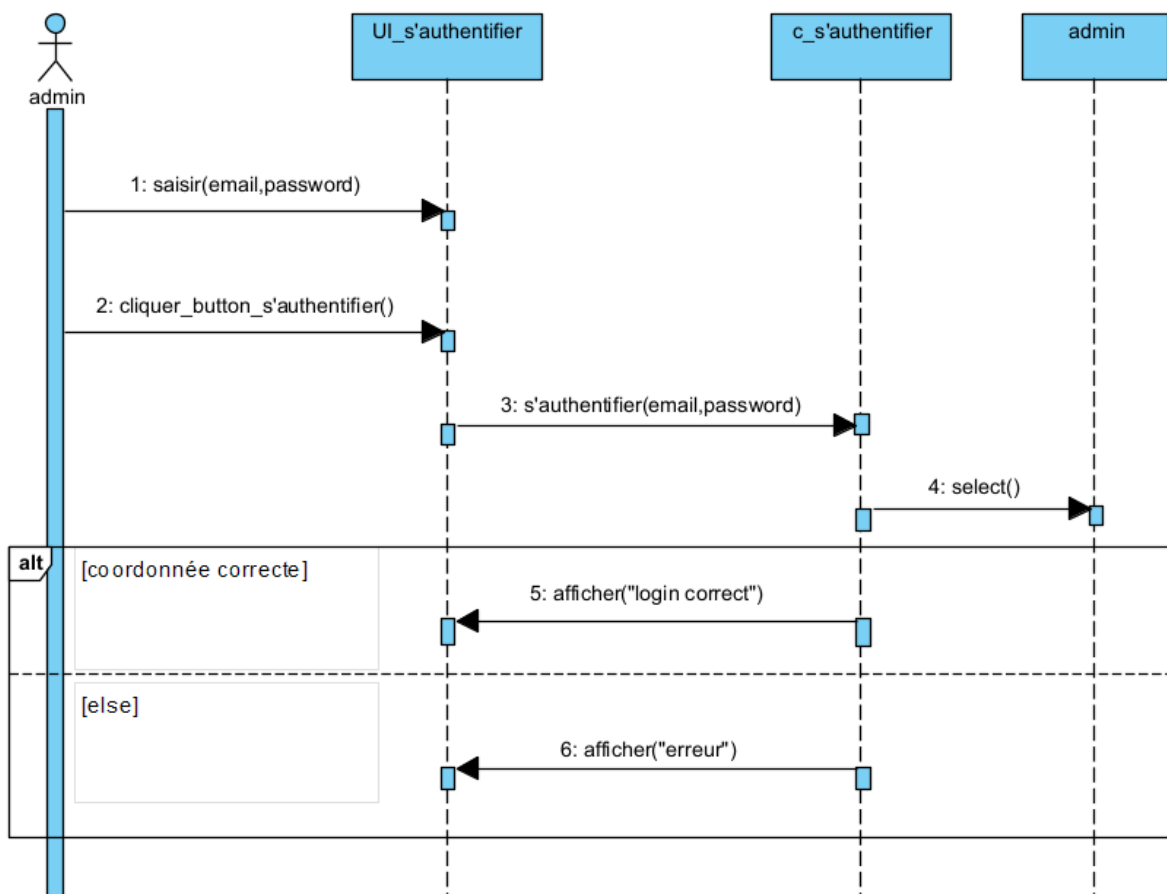 UI_s'authentifier
c_s'authentifier
admin
admin
1: saisir(email,password)
2: cliquer_button_s'authentifier()
3: s'authentifier(email,password)
4: select()
alt
[coordonnée correcte]
5: afficher("login correct")
[else]
6: afficher("erreur")